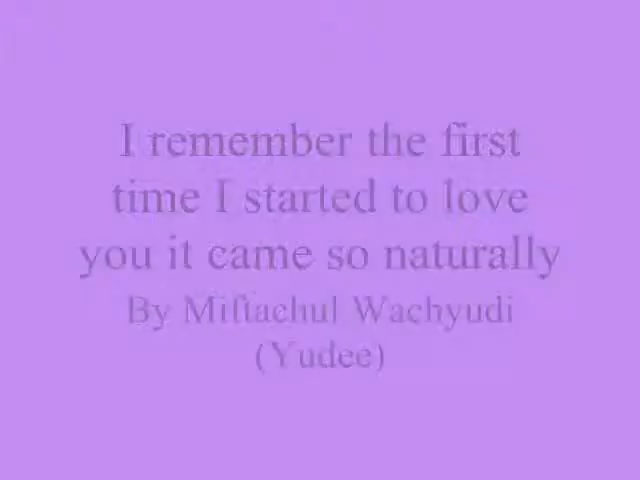 I remember the first
time I started to love
you it came so naturally
By Miftachul Wachyudi
(Yudee)